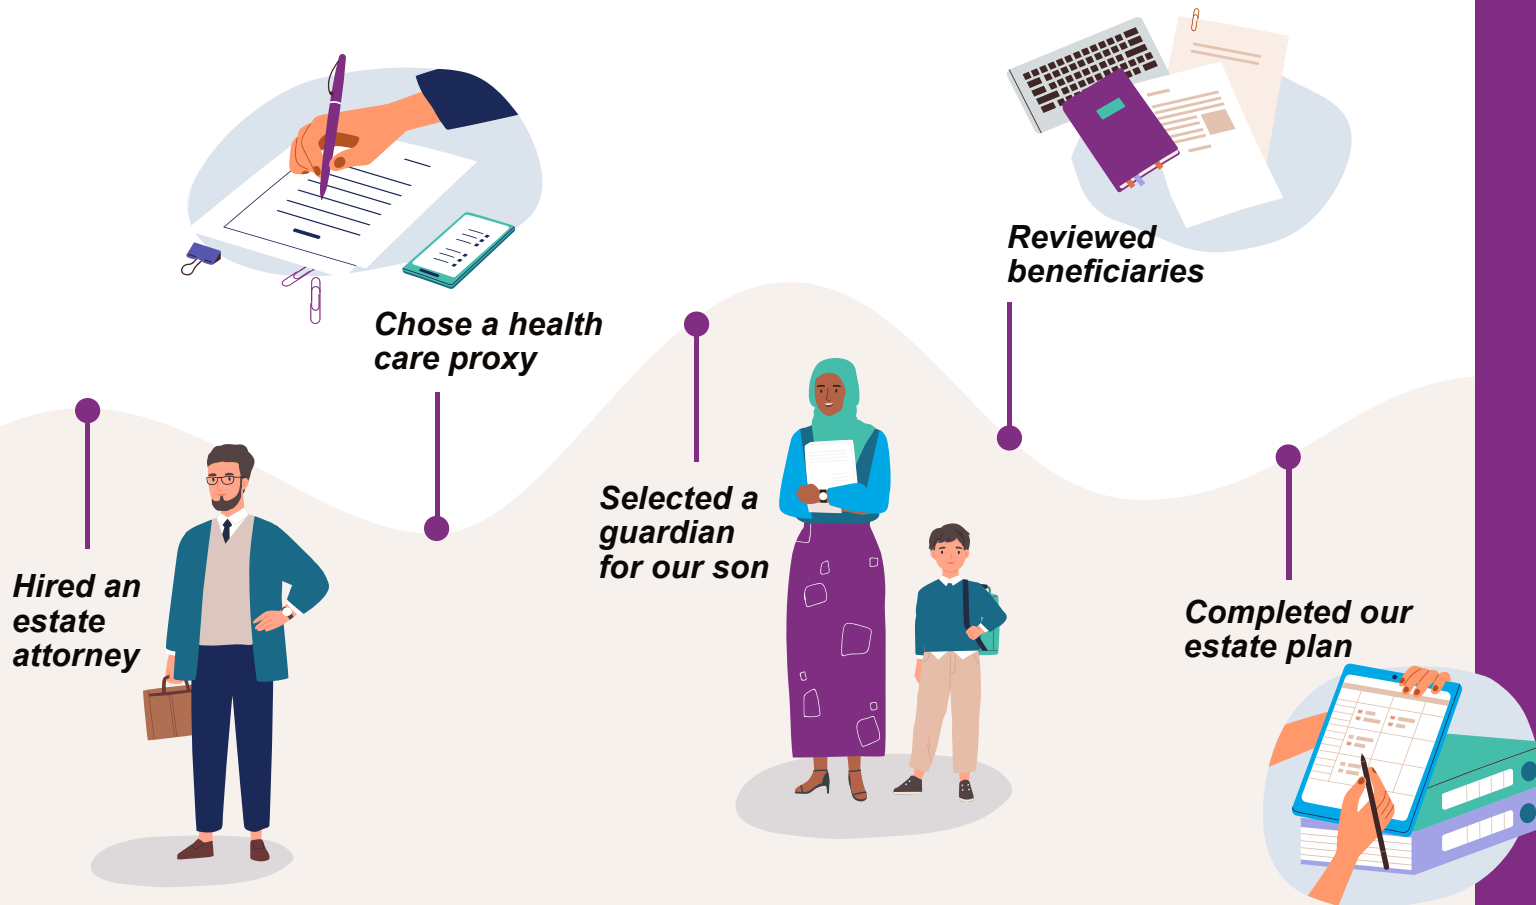 Hired an
estate
attorney
Chose a health
care proxy
Selected a
guardian
for our son
Reviewed
beneficiaries
Completed our
estate plan